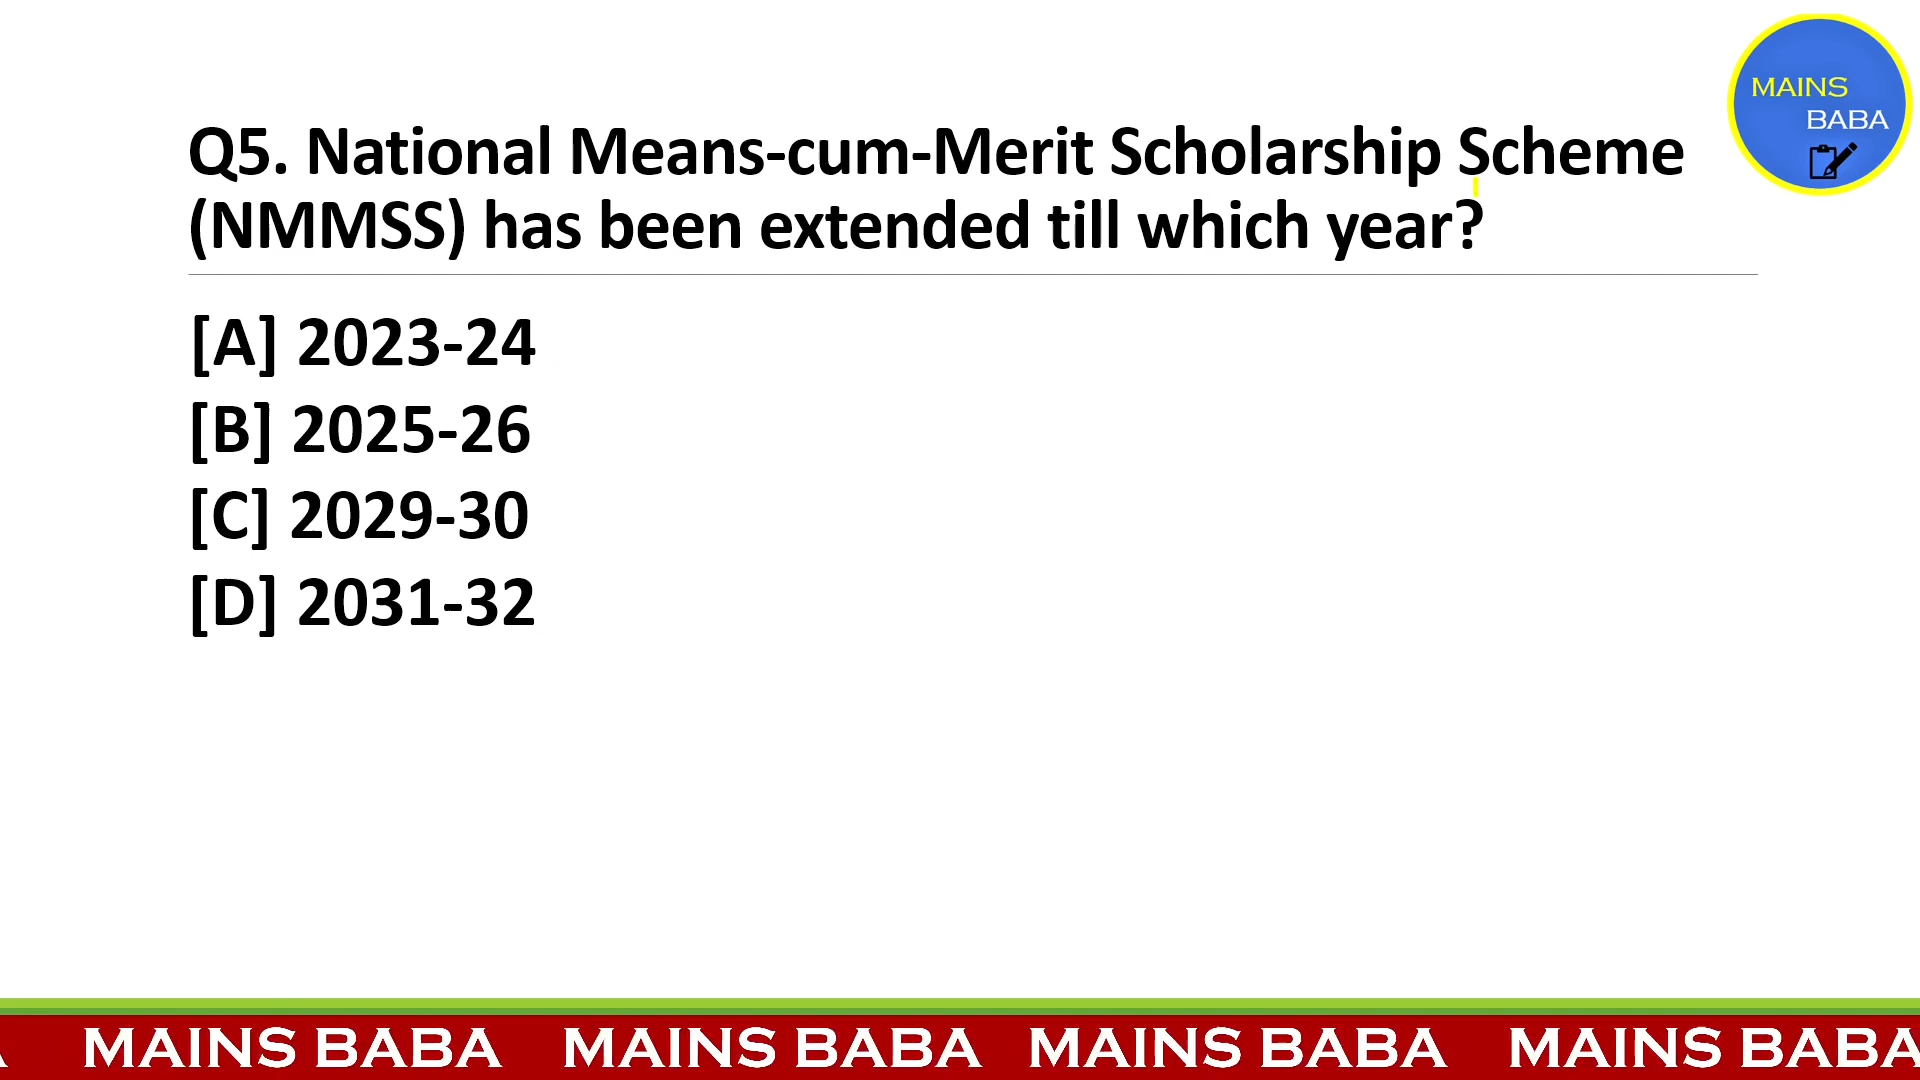 MAINS
BABA
Q5. National Means-cum-Merit Scholarship Scheme
(NMMSS) has been extended till which year?
[A] 2023-24
[B] 2025-26
[C] 2029-30
[D] 2031-32
A MAINS BABA MAINS BABA MAINS BABA MAINS BABA